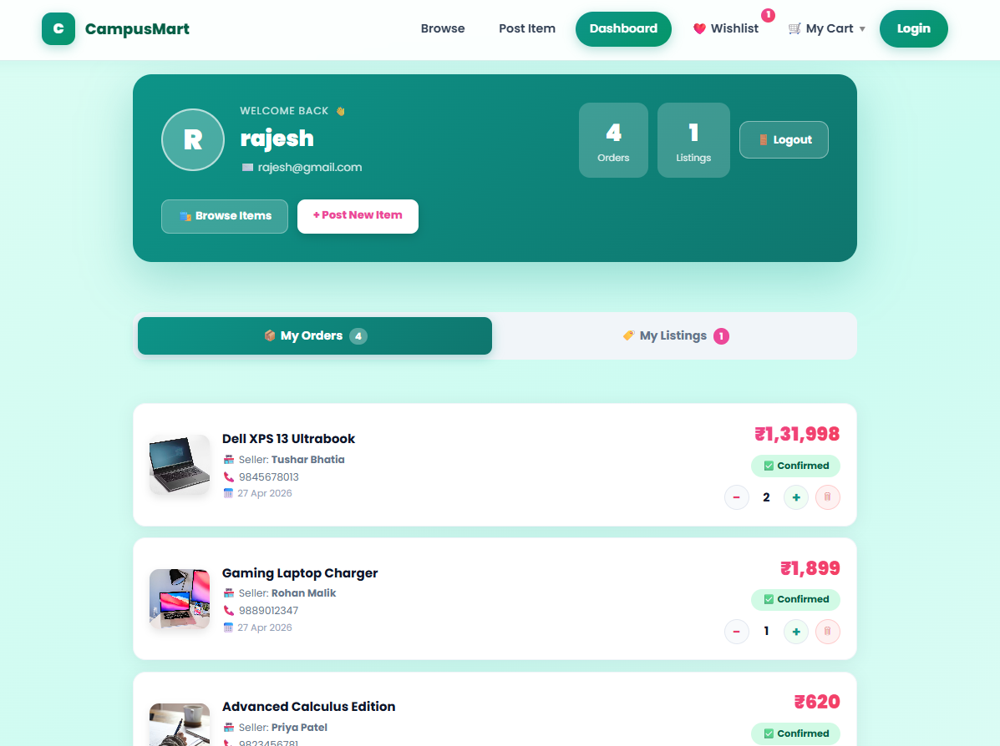 C CampusMart Browse Post Item Dashboard Wishlist 1 My Cart Login
WELCOME BACK
R
rajesh
rajesh@gmail.com
4
Orders
1
Listings
Logout
Browse Items
+ Post New Item
My Orders 4
My Listings 1
Dell XPS 13 Ultrabook
Seller: Tushar Bhatia
9845678013
27 Apr 2026
₹1,31,998
Confirmed
− 2 +
Gaming Laptop Charger
Seller: Rohan Malik
9889012347
27 Apr 2026
₹1,899
Confirmed
− 1 +
Advanced Calculus Edition
Seller: Priya Patel
9823456781
₹620
Confirmed